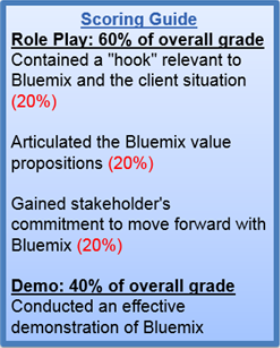 Scoring Guide
Role Play: 60% of overall grade
Contained a "hook" relevant to
Bluemix and the client situation
(20%)
Articulated the Bluemix value
propositions (20%)
Gained stakeholder's
commitment to move forward with
Bluemix (20%)
Demo: 40% of overall grade
Conducted an effective
demonstration of Bluemix